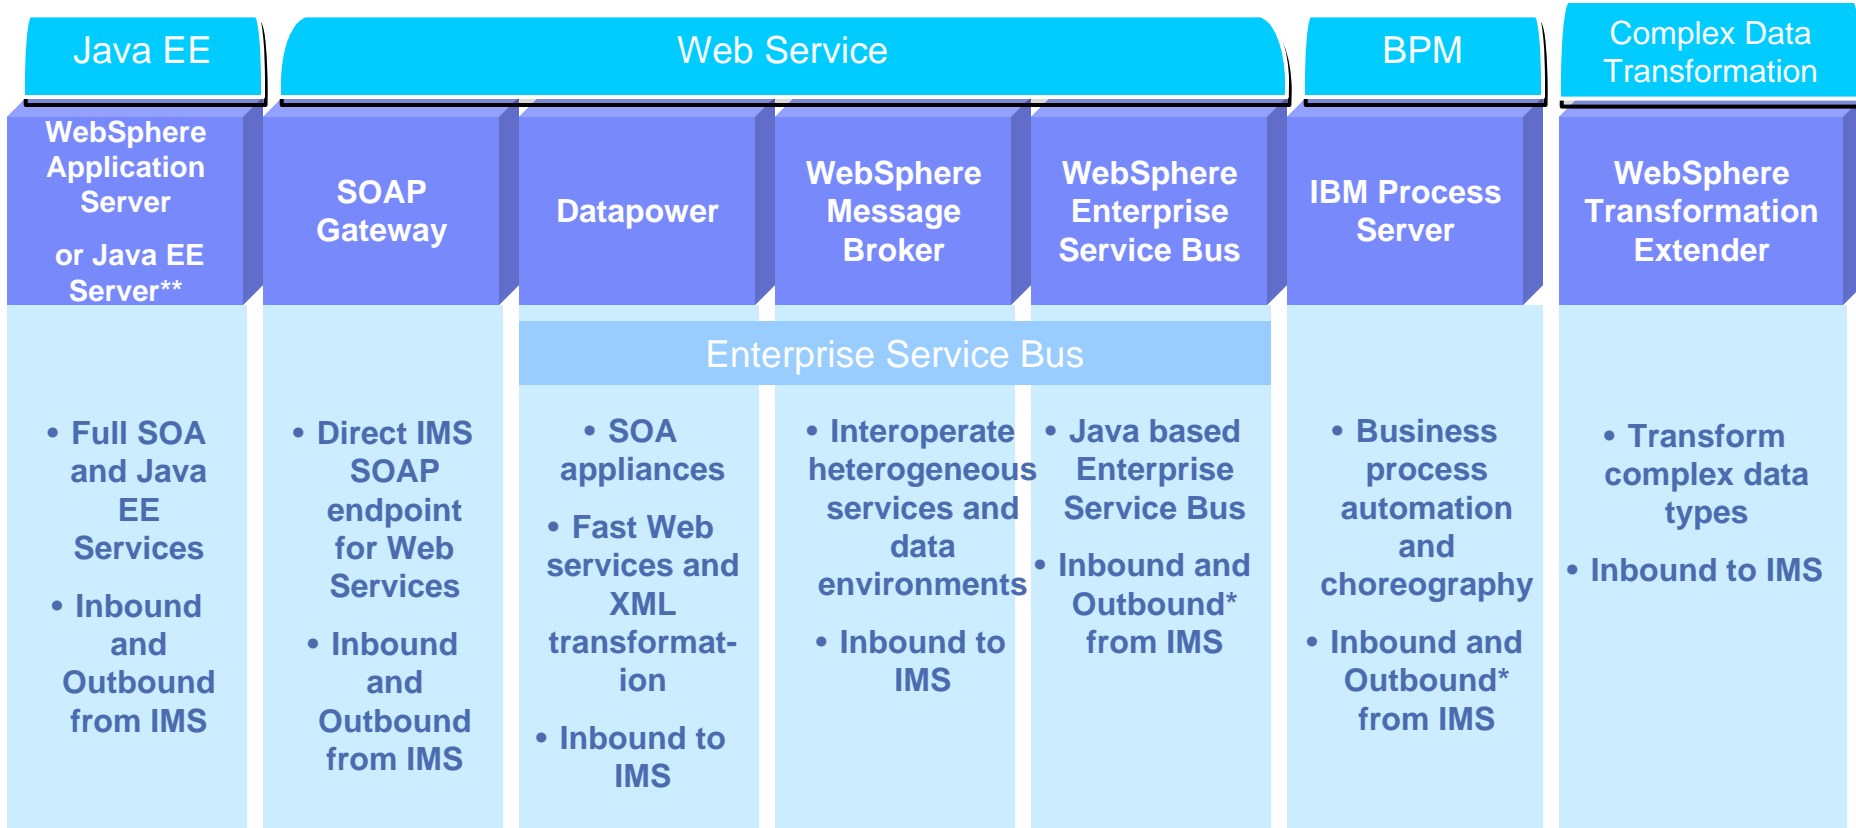 Java EE
Web Service
BPM
Complex Data
Transformation
WebSphere
Application
Server
or Java EE
Server**
SOAP
Gateway
Datapower
WebSphere
Message
Broker
WebSphere
Enterprise
Service Bus
IBM Process
Server
WebSphere
Transformation
Extender
Enterprise Service Bus
• Full SOA
and Java
EE
Services
• Inbound
and
Outbound
from IMS
• Direct IMS
SOAP
endpoint
for Web
Services
• Inbound
and
Outbound
from IMS
• SOA
appliances
• Fast Web
services and
XML
transformat-
ion
• Inbound to
IMS
• Interoperate
heterogeneous
services and
data
environments
• Inbound to
IMS
• Java based
Enterprise
Service Bus
• Inbound and
Outbound*
from IMS
• Business
process
automation
and
choreography
• Inbound and
Outbound*
from IMS
• Transform
complex data
types
• Inbound to IMS